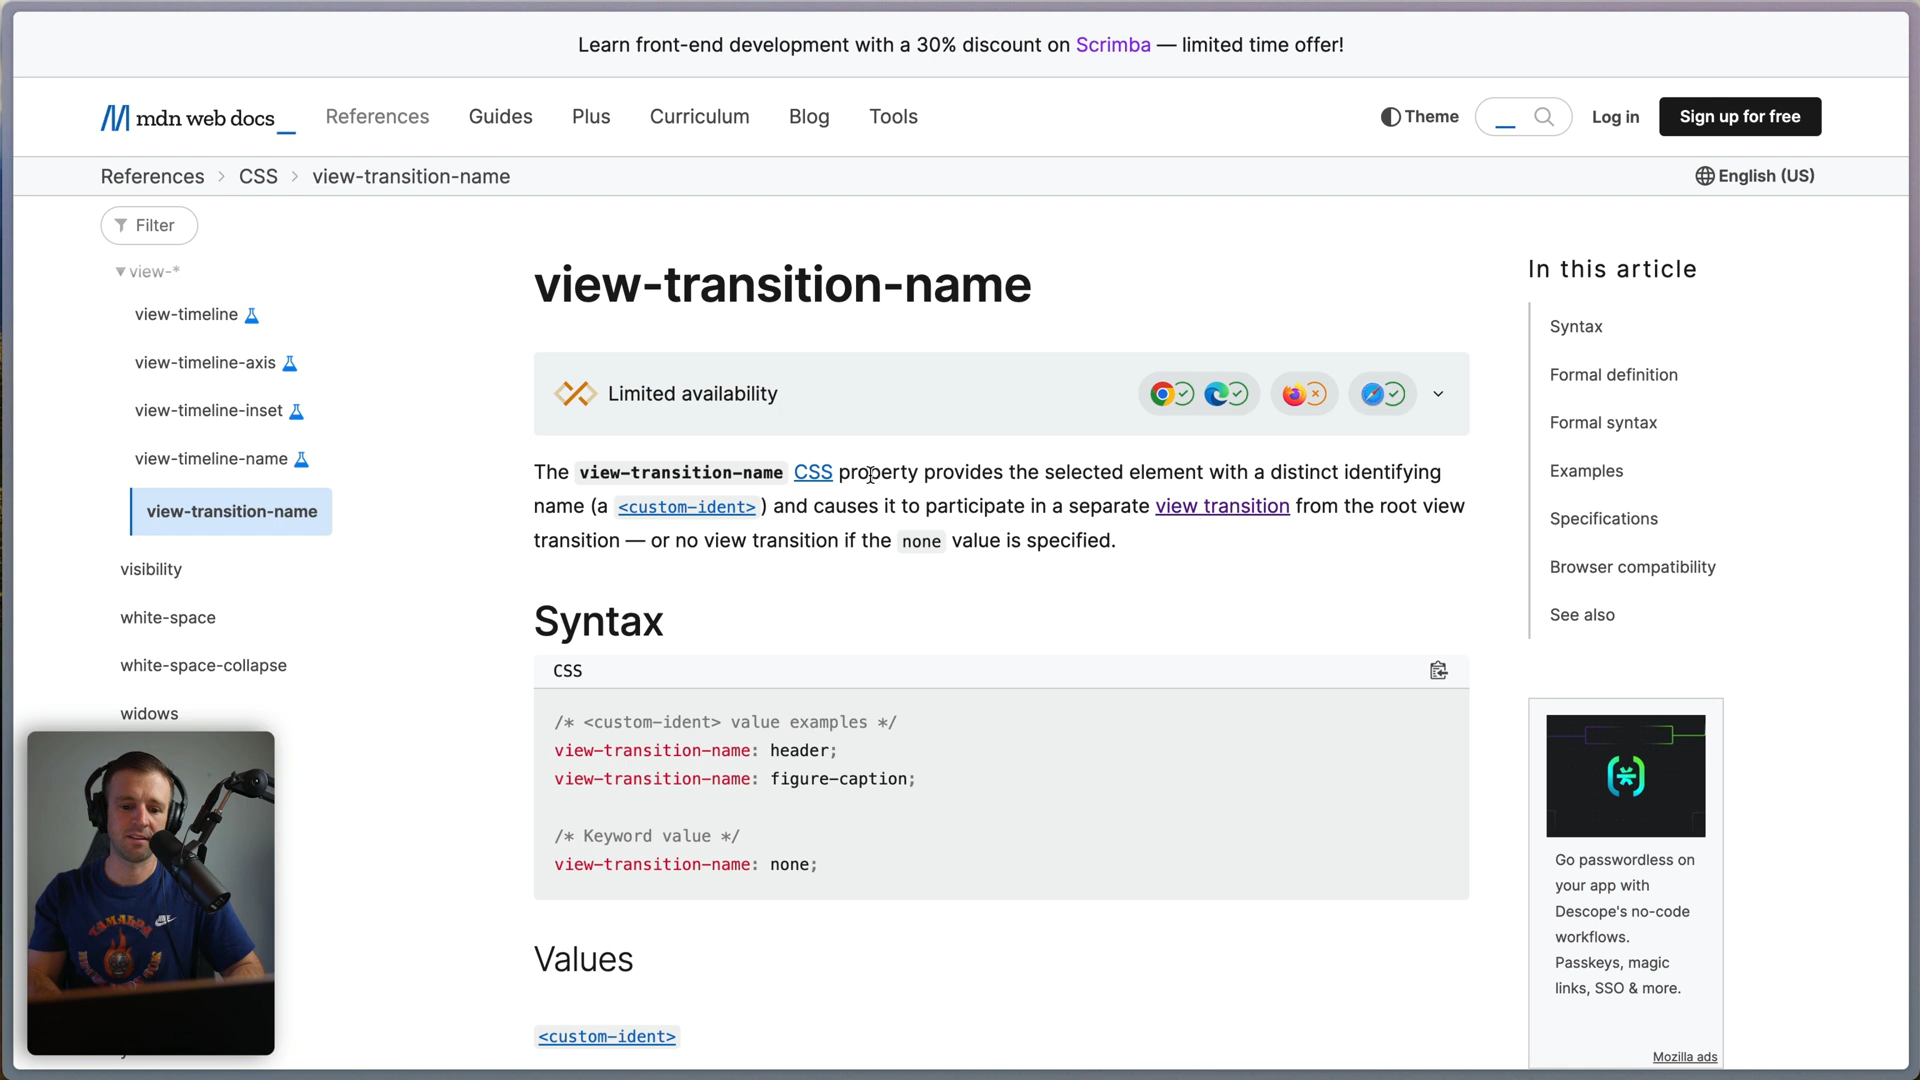 Learn front-end development with a 30% discount on Scrimba — limited time offer!
mdn web docs_
References
Guides
Plus
Curriculum
Blog
Tools
Theme
Log in
Sign up for free
References > CSS > view-transition-name
English (US)
Filter
view-*
view-timeline
view-timeline-axis
view-timeline-inset
view-timeline-name
view-transition-name
visibility
white-space
white-space-collapse
widows
view-transition-name
Limited availability
The view-transition-name CSS property provides the selected element with a distinct identifying
name (a <custom-ident>) and causes it to participate in a separate view transition from the root view
transition — or no view transition if the none value is specified.
Syntax
CSS
/* <custom-ident> value examples */
view-transition-name: header;
view-transition-name: figure-caption;
/* Keyword value */
view-transition-name: none;
Values
<custom-ident>
In this article
Syntax
Formal definition
Formal syntax
Examples
Specifications
Browser compatibility
See also
Go passwordless on
your app with
Descope's no-code
workflows.
Passkeys, magic
links, SSO & more.
Mozilla ads